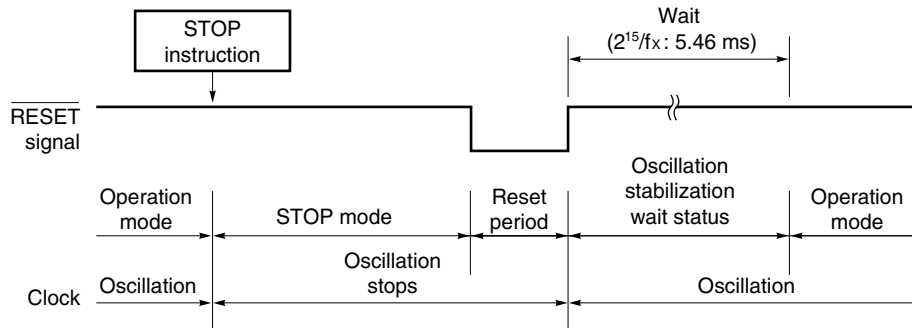 STOP
instruction
Wait
(2¹⁵/fx: 5.46 ms)
RESET
signal
Operation
mode
STOP mode
Reset
period
Oscillation
stabilization
wait status
Operation
mode
Clock
Oscillation
Oscillation
stops
Oscillation